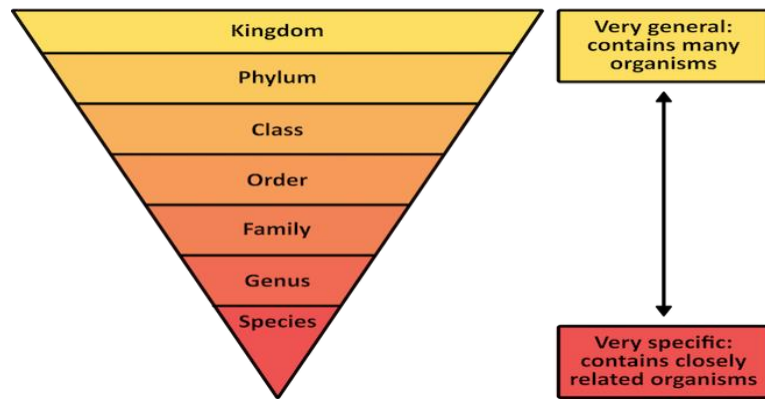 Kingdom
Phylum
Class
Order
Family
Genus
Species
Very general:
contains many
organisms
Very specific:
contains closely
related organisms